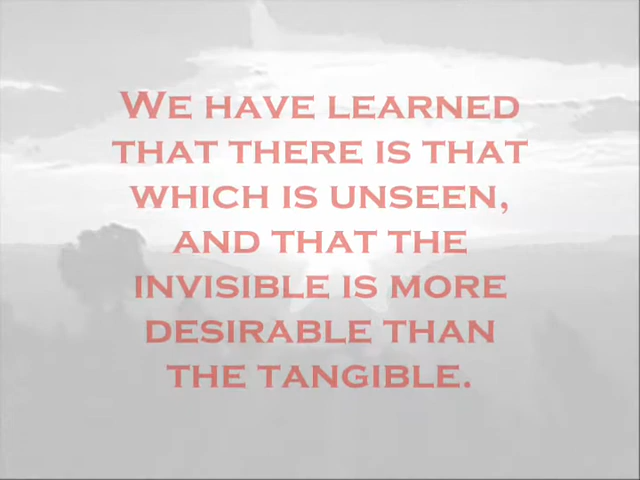 WE HAVE LEARNED
THAT THERE IS THAT
WHICH IS UNSEEN,
AND THAT THE
INVISIBLE IS MORE
DESIRABLE THAN
THE TANGIBLE.